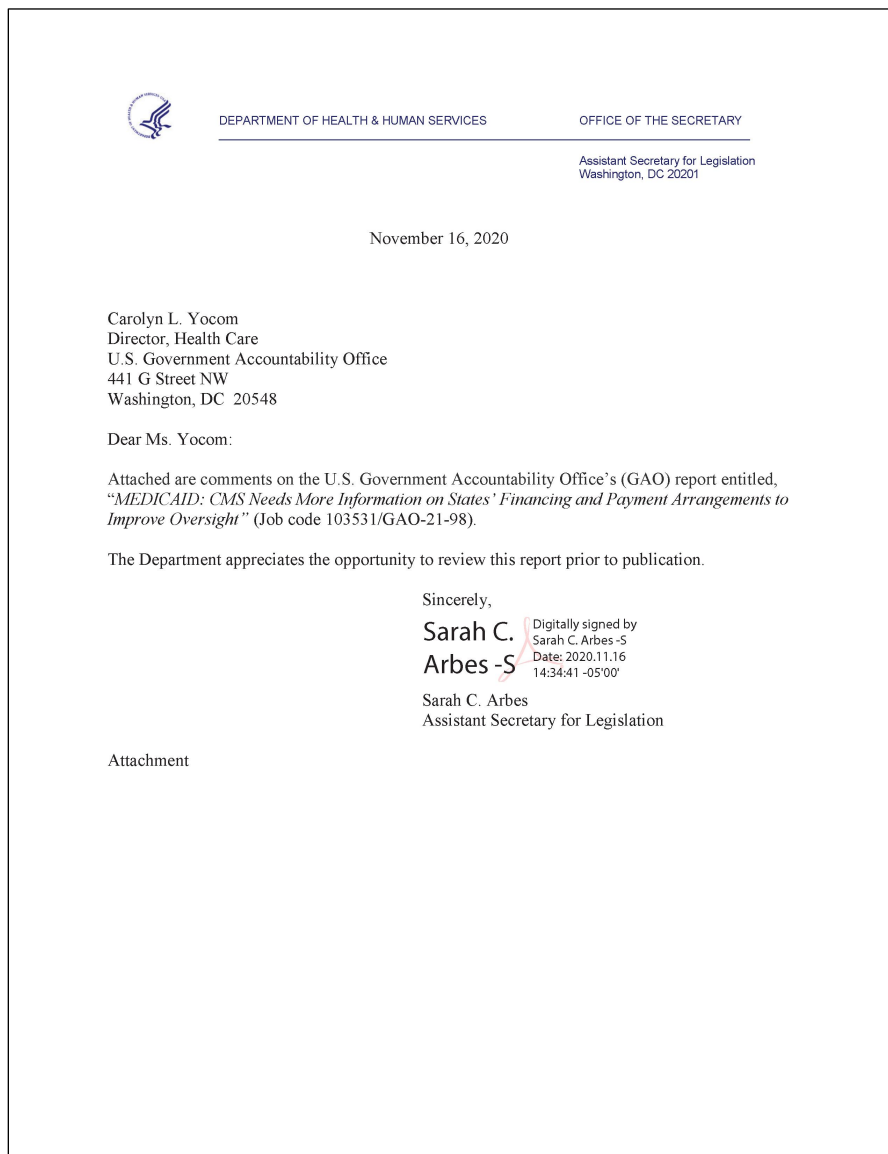 DEPARTMENT OF HEALTH & HUMAN SERVICES
OFFICE OF THE SECRETARY
Assistant Secretary for Legislation
Washington, DC 20201
November 16, 2020
Carolyn L. Yocom
Director, Health Care
U.S. Government Accountability Office
441 G Street NW
Washington, DC  20548
Dear Ms. Yocom:
Attached are comments on the U.S. Government Accountability Office’s (GAO) report entitled,
“MEDICAID: CMS Needs More Information on States’ Financing and Payment Arrangements to
Improve Oversight” (Job code 103531/GAO-21-98).
The Department appreciates the opportunity to review this report prior to publication.
Sincerely,
Sarah C.
Arbes -S
Digitally signed by
Sarah C. Arbes -S
Date: 2020.11.16
14:34:41 -05'00'
Sarah C. Arbes
Assistant Secretary for Legislation
Attachment